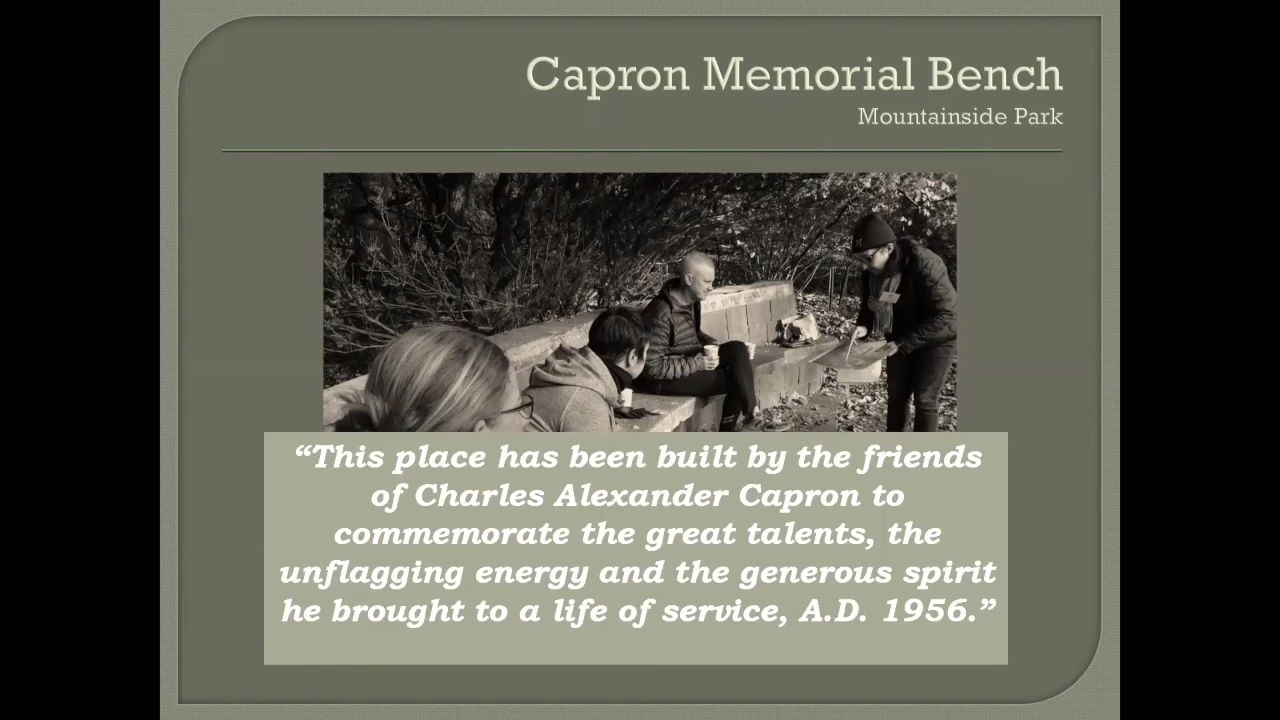 Capron Memorial Bench
Mountainside Park
“This place has been built by the friends
of Charles Alexander Capron to
commemorate the great talents, the
unflagging energy and the generous spirit
he brought to a life of service, A.D. 1956.”